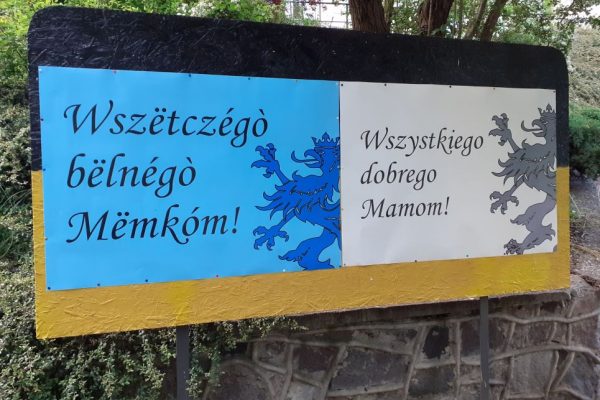 Wszëtczégò
bëlnégò
Mëmkóm!
Wszystkiego
dobrego
Mamom!